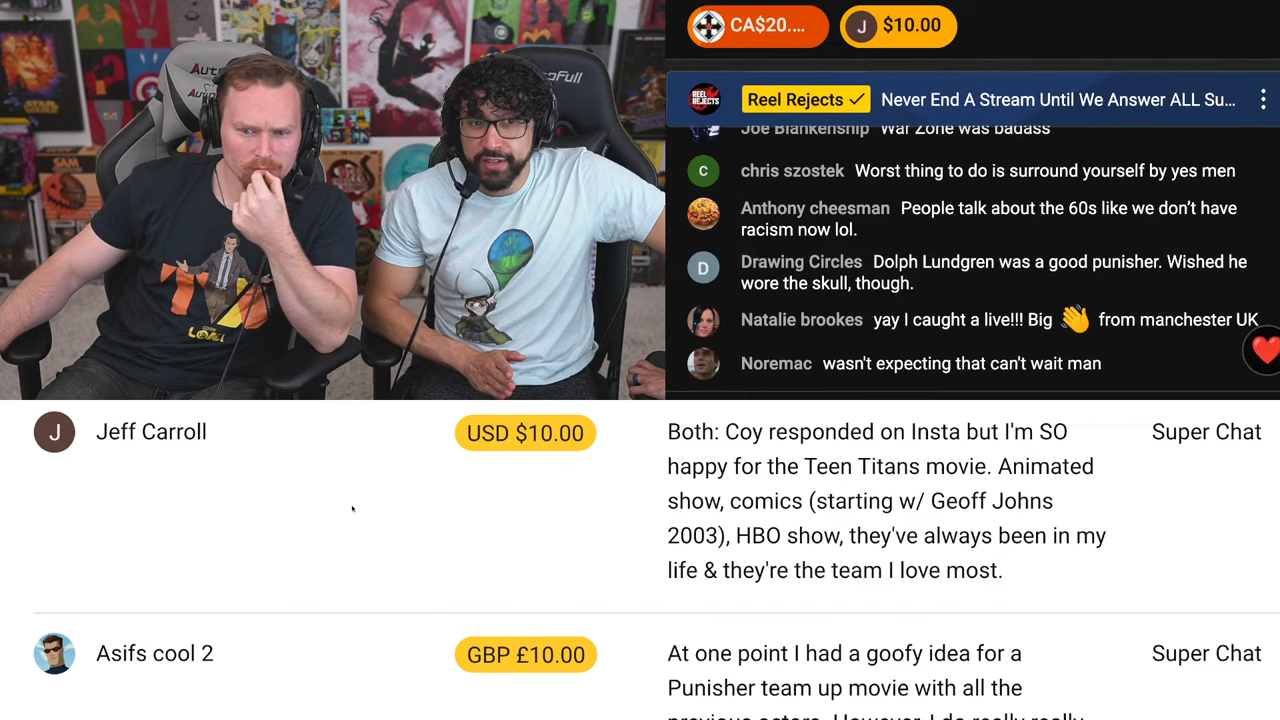 CA$20....
J $10.00
REEL REJECTS
Reel Rejects Never End A Stream Until We Answer ALL Su...
Joe Blankenship War Zone was badass
C chris szostek Worst thing to do is surround yourself by yes men
Anthony cheesman People talk about the 60s like we don't have
racism now lol.
D Drawing Circles Dolph Lundgren was a good punisher. Wished he
wore the skull, though.
Natalie brookes yay I caught a live!!! Big 👋 from manchester UK
Noremac wasn't expecting that can't wait man
AutoFull
LOKI
J Jeff Carroll USD $10.00 Both: Coy responded on Insta but I'm SO Super Chat
happy for the Teen Titans movie. Animated
show, comics (starting w/ Geoff Johns
2003), HBO show, they've always been in my
life & they're the team I love most.
Asifs cool 2 GBP £10.00 At one point I had a goofy idea for a Super Chat
Punisher team up movie with all the